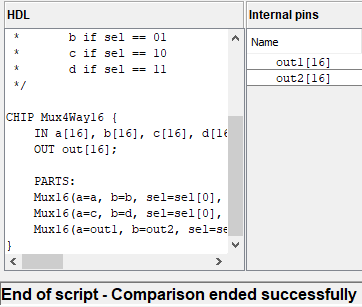 HDL
Internal pins
*       b if sel == 01
*       c if sel == 10
*       d if sel == 11
*/
CHIP Mux4Way16 {
    IN a[16], b[16], c[16], d[16
    OUT out[16];
    PARTS:
    Mux16(a=a, b=b, sel=sel[0],
    Mux16(a=c, b=d, sel=sel[0],
    Mux16(a=out1, b=out2, sel=se
}
Name
out1[16]
out2[16]
End of script - Comparison ended successfully